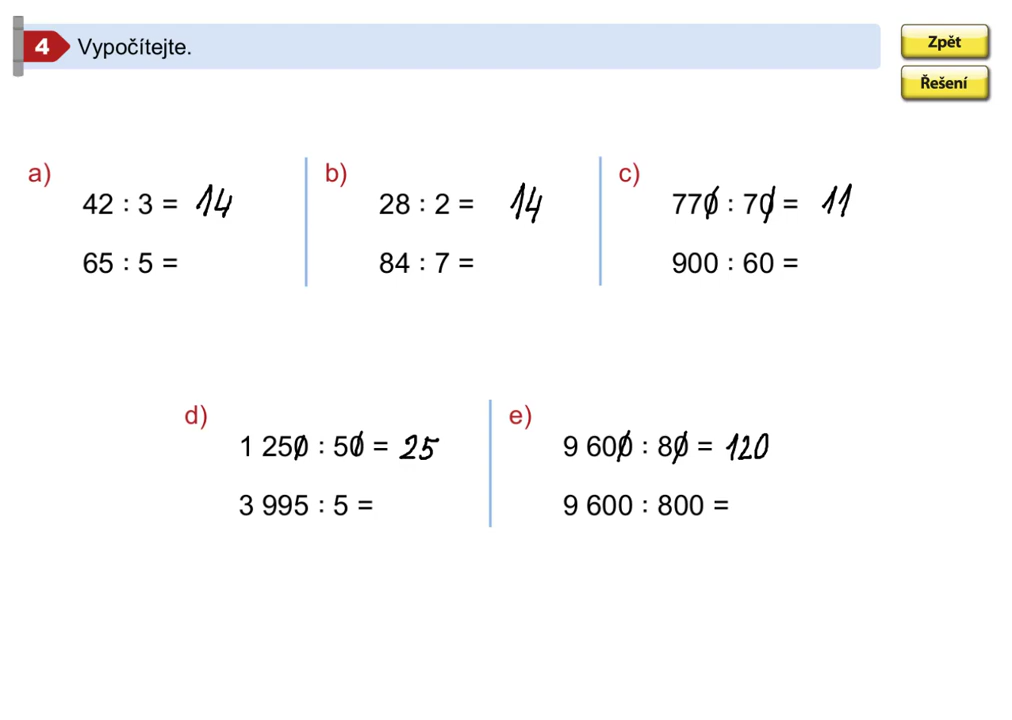 4 Vypočítejte.
Zpět
Řešení
a)
42 : 3 = 14
65 : 5 =
b)
28 : 2 = 14
84 : 7 =
c)
770 : 70 = 11
900 : 60 =
d)
1 250 : 50 = 25
3 995 : 5 =
e)
9 600 : 80 = 120
9 600 : 800 =